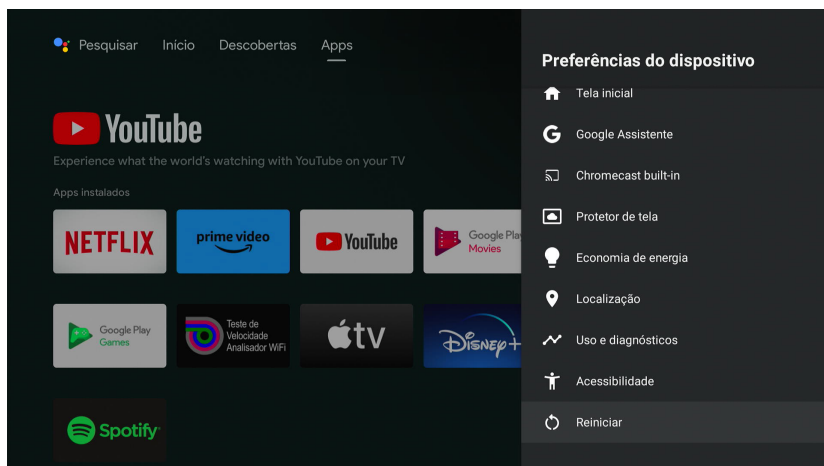 Pesquisar Início Descobertas Apps
YouTube
Experience what the world's watching with YouTube on your TV
Apps instalados
NETFLIX
prime video
YouTube
Google Pla
Movies
Google Play
Games
Teste de
Velocidade
Analisador WiFi
tv
Disney+
Spotify
Preferências do dispositivo
Tela inicial
Google Assistente
Chromecast built-in
Protetor de tela
Economia de energia
Localização
Uso e diagnósticos
Acessibilidade
Reiniciar